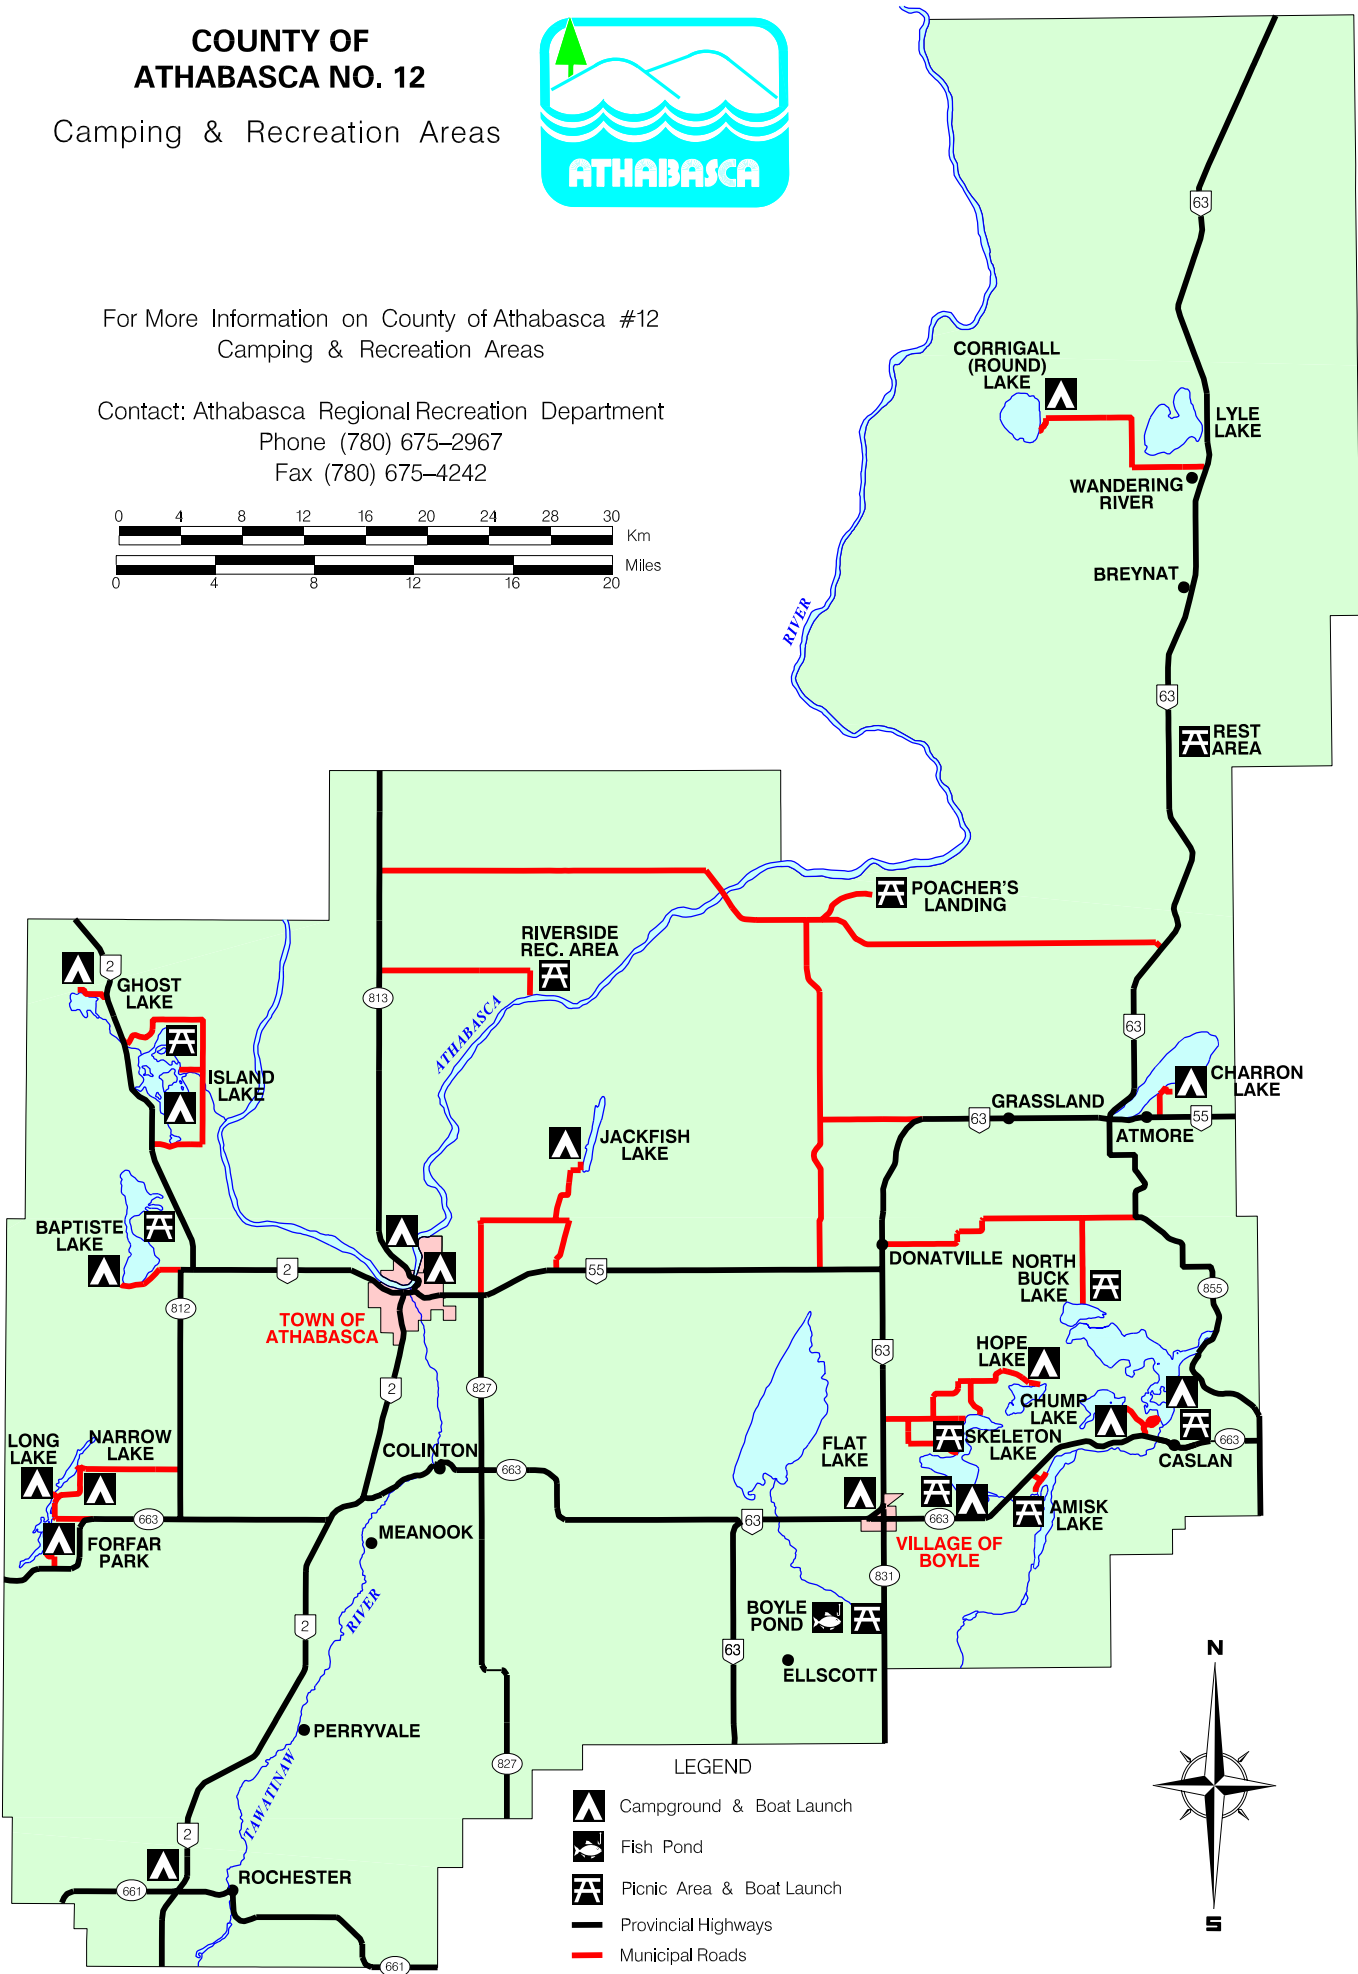 COUNTY OF
ATHABASCA NO. 12
Camping & Recreation Areas
ATHABASCA
For More Information on County of Athabasca #12
Camping & Recreation Areas
Contact: Athabasca Regional Recreation Department
Phone (780) 675–2967
Fax (780) 675–4242
0 4 8 12 16 20 24 28 30
Km
Miles
0 4 8 12 16 20
63
CORRIGALL
(ROUND)
LAKE
LYLE
LAKE
WANDERING
RIVER
BREYNAT
RIVER
63
REST
AREA
POACHER'S
LANDING
RIVERSIDE
REC. AREA
2
GHOST
LAKE
813
ATHABASCA
63
ISLAND
LAKE
CHARRON
LAKE
GRASSLAND
63
55
ATMORE
JACKFISH
LAKE
BAPTISTE
LAKE
2
55
DONATVILLE
NORTH
BUCK
LAKE
855
812
TOWN OF
ATHABASCA
63
HOPE
LAKE
2
827
CHUMP
LAKE
LONG
LAKE
NARROW
LAKE
COLINTON
663
FLAT
LAKE
SKELETON
LAKE
663
CASLAN
663
63
663
AMISK
LAKE
FORFAR
PARK
MEANOOK
VILLAGE OF
BOYLE
831
RIVER
2
BOYLE
POND
63
ELLSCOTT
N
PERRYVALE
827
TAWATINAW
LEGEND
Campground & Boat Launch
2
Fish Pond
ROCHESTER
661
Picnic Area & Boat Launch
Provincial Highways
S
Municipal Roads
661